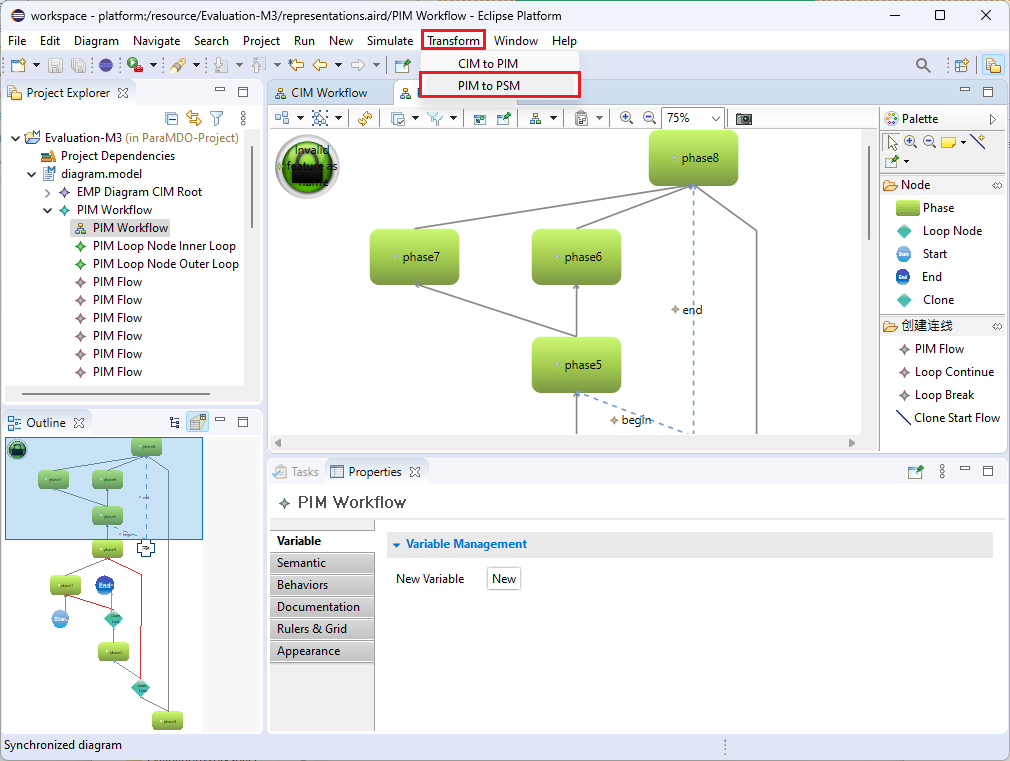 workspace - platform:/resource/Evaluation-M3/representations.aird/PIM Workflow - Eclipse Platform
File Edit Diagram Navigate Search Project Run New Simulate Transform Window Help
CIM to PIM
PIM to PSM
Project Explorer
CIM Workflow
75%
Evaluation-M3 (in ParaMDO-Project)
Project Dependencies
diagram.model
EMP Diagram CIM Root
PIM Workflow
PIM Workflow
PIM Loop Node Inner Loop
PIM Loop Node Outer Loop
PIM Flow
PIM Flow
PIM Flow
PIM Flow
PIM Flow
PIM Flow
Invalid
feature as
name
phase8
phase7
phase6
end
phase5
begin
Palette
Node
Phase
Loop Node
Start
End
Clone
创建连线
PIM Flow
Loop Continue
Loop Break
Clone Start Flow
Outline
End
Start
Tasks
Properties
PIM Workflow
Variable
Semantic
Behaviors
Documentation
Rulers & Grid
Appearance
Variable Management
New Variable New
Synchronized diagram